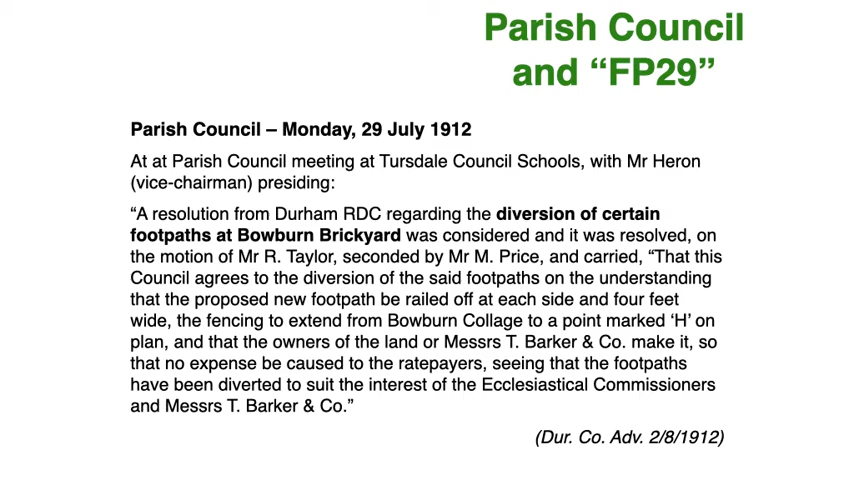 Parish Council
and “FP29”
Parish Council – Monday, 29 July 1912
At at Parish Council meeting at Tursdale Council Schools, with Mr Heron
(vice-chairman) presiding:
“A resolution from Durham RDC regarding the diversion of certain
footpaths at Bowburn Brickyard was considered and it was resolved, on
the motion of Mr R. Taylor, seconded by Mr M. Price, and carried, “That this
Council agrees to the diversion of the said footpaths on the understanding
that the proposed new footpath be railed off at each side and four feet
wide, the fencing to extend from Bowburn Collage to a point marked ‘H’ on
plan, and that the owners of the land or Messrs T. Barker & Co. make it, so
that no expense be caused to the ratepayers, seeing that the footpaths
have been diverted to suit the interest of the Ecclesiastical Commissioners
and Messrs T. Barker & Co.”
(Dur. Co. Adv. 2/8/1912)